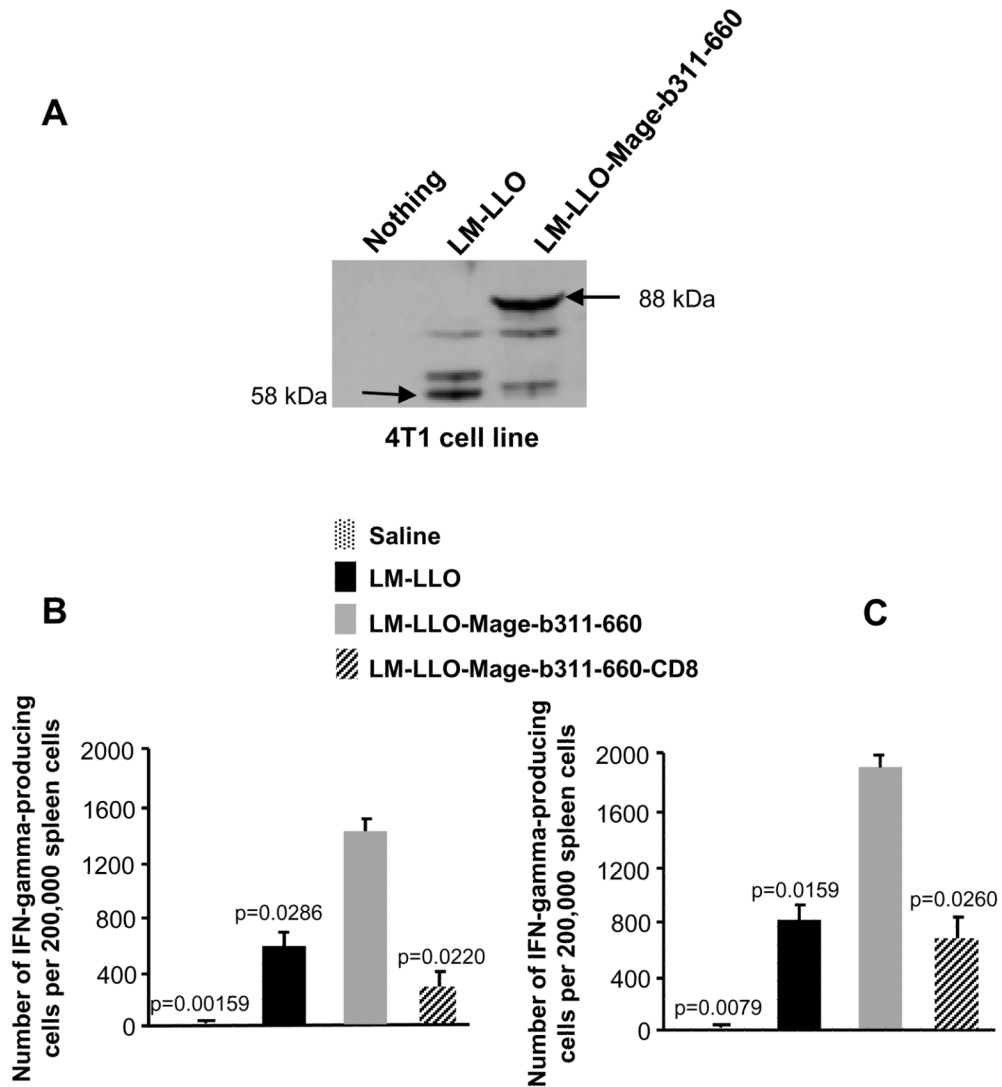 A
Nothing
LM-LLO
LM-LLO-Mage-b311-660
88 kDa
58 kDa
4T1 cell line
Saline
LM-LLO
LM-LLO-Mage-b311-660
LM-LLO-Mage-b311-660-CD8
B
Number of IFN-gamma-producing
cells per 200,000 spleen cells
2000
1600
1200
800
400
0
p=0.00159
p=0.0286
p=0.0220
C
Number of IFN-gamma-producing
cells per 200,000 spleen cells
2000
1600
1200
800
400
0
p=0.0079
p=0.0159
p=0.0260